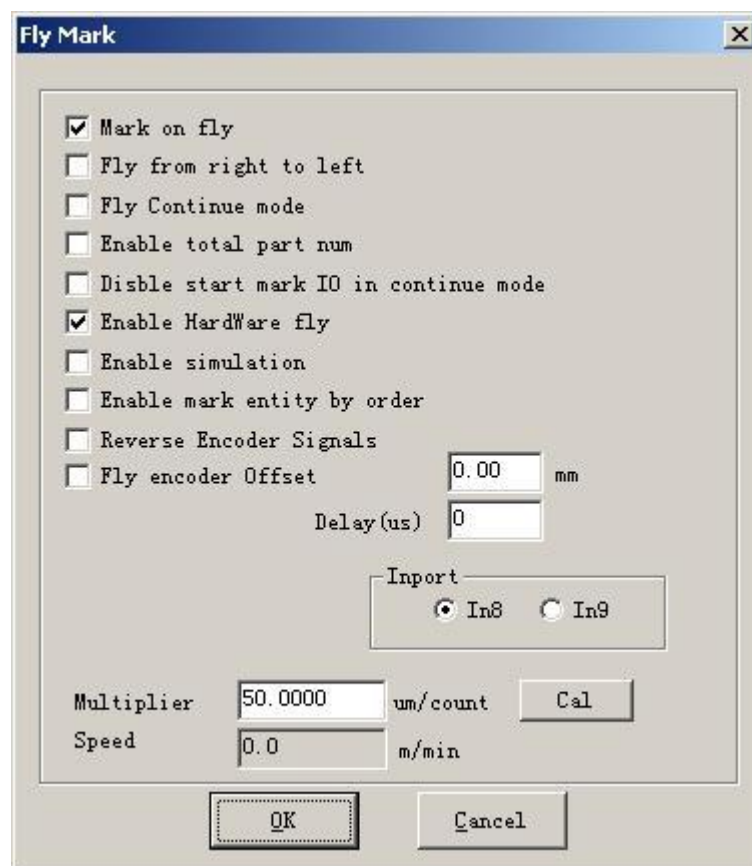 Fly Mark
Mark on fly
Fly from right to left
Fly Continue mode
Enable total part num
Disble start mark IO in continue mode
Enable HardWare fly
Enable simulation
Enable mark entity by order
Reverse Encoder Signals
Fly encoder Offset 0.00 mm
Delay(us) 0
Inport
In8 In9
Multiplier 50.0000 um/count Cal
Speed 0.0 m/min
OK Cancel